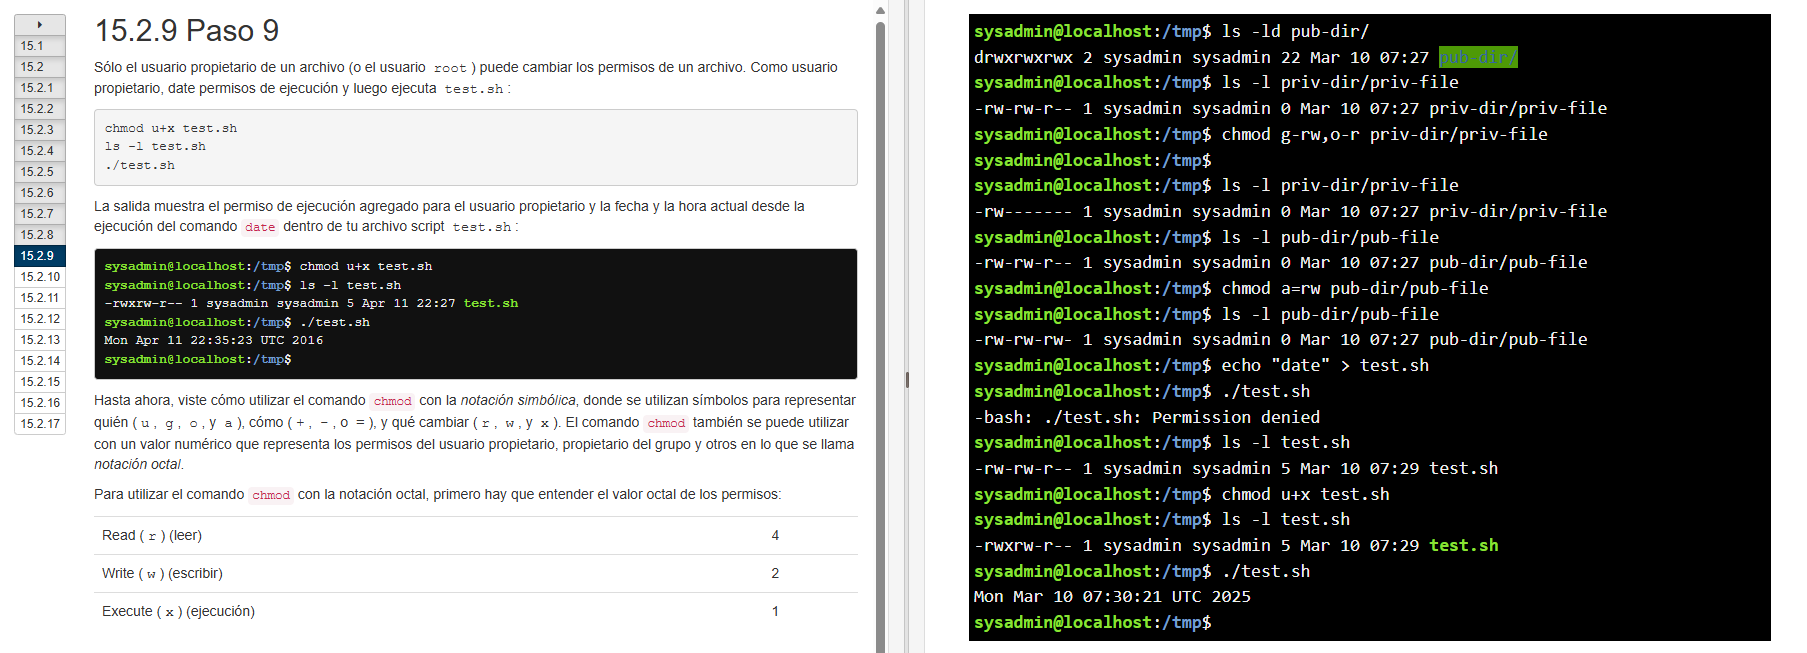 15.1
15.2
15.2.1
15.2.2
15.2.3
15.2.4
15.2.5
15.2.6
15.2.7
15.2.8
15.2.9
15.2.10
15.2.11
15.2.12
15.2.13
15.2.14
15.2.15
15.2.16
15.2.17
15.2.9 Paso 9
Sólo el usuario propietario de un archivo (o el usuario root ) puede cambiar los permisos de un archivo. Como usuario
propietario, date permisos de ejecución y luego ejecuta test.sh :
chmod u+x test.sh
ls -l test.sh
./test.sh
La salida muestra el permiso de ejecución agregado para el usuario propietario y la fecha y la hora actual desde la
ejecución del comando date dentro de tu archivo script test.sh :
sysadmin@localhost:/tmp$ chmod u+x test.sh
sysadmin@localhost:/tmp$ ls -l test.sh
-rwxrw-r-- 1 sysadmin sysadmin 5 Apr 11 22:27 test.sh
sysadmin@localhost:/tmp$ ./test.sh
Mon Apr 11 22:35:23 UTC 2016
sysadmin@localhost:/tmp$
Hasta ahora, viste cómo utilizar el comando chmod con la notación simbólica, donde se utilizan símbolos para representar
quién ( u , g , o , y a ), cómo ( + , - , o = ), y qué cambiar ( r , w , y x ). El comando chmod también se puede utilizar
con un valor numérico que representa los permisos del usuario propietario, propietario del grupo y otros en lo que se llama
notación octal.
Para utilizar el comando chmod con la notación octal, primero hay que entender el valor octal de los permisos:
Read ( r ) (leer) 4
Write ( w ) (escribir) 2
Execute ( x ) (ejecución) 1
sysadmin@localhost:/tmp$ ls -ld pub-dir/
drwxrwxrwx 2 sysadmin sysadmin 22 Mar 10 07:27 pub-dir/
sysadmin@localhost:/tmp$ ls -l priv-dir/priv-file
-rw-rw-r-- 1 sysadmin sysadmin 0 Mar 10 07:27 priv-dir/priv-file
sysadmin@localhost:/tmp$ chmod g-rw,o-r priv-dir/priv-file
sysadmin@localhost:/tmp$
sysadmin@localhost:/tmp$ ls -l priv-dir/priv-file
-rw------- 1 sysadmin sysadmin 0 Mar 10 07:27 priv-dir/priv-file
sysadmin@localhost:/tmp$ ls -l pub-dir/pub-file
-rw-rw-r-- 1 sysadmin sysadmin 0 Mar 10 07:27 pub-dir/pub-file
sysadmin@localhost:/tmp$ chmod a=rw pub-dir/pub-file
sysadmin@localhost:/tmp$ ls -l pub-dir/pub-file
-rw-rw-rw- 1 sysadmin sysadmin 0 Mar 10 07:27 pub-dir/pub-file
sysadmin@localhost:/tmp$ echo "date" > test.sh
sysadmin@localhost:/tmp$ ./test.sh
-bash: ./test.sh: Permission denied
sysadmin@localhost:/tmp$ ls -l test.sh
-rw-rw-r-- 1 sysadmin sysadmin 5 Mar 10 07:29 test.sh
sysadmin@localhost:/tmp$ chmod u+x test.sh
sysadmin@localhost:/tmp$ ls -l test.sh
-rwxrw-r-- 1 sysadmin sysadmin 5 Mar 10 07:29 test.sh
sysadmin@localhost:/tmp$ ./test.sh
Mon Mar 10 07:30:21 UTC 2025
sysadmin@localhost:/tmp$